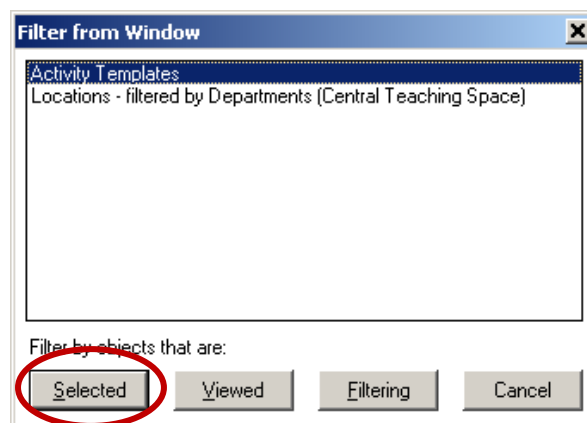 Filter from Window
Activity Templates
Locations - filtered by Departments (Central Teaching Space)
Filter by objects that are:
Selected Viewed Filtering Cancel